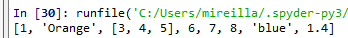 In [30]: runfile('C:/Users/mireilla/.spyder-py3/
[1, 'Orange', [3, 4, 5], 6, 7, 8, 'blue', 1.4]